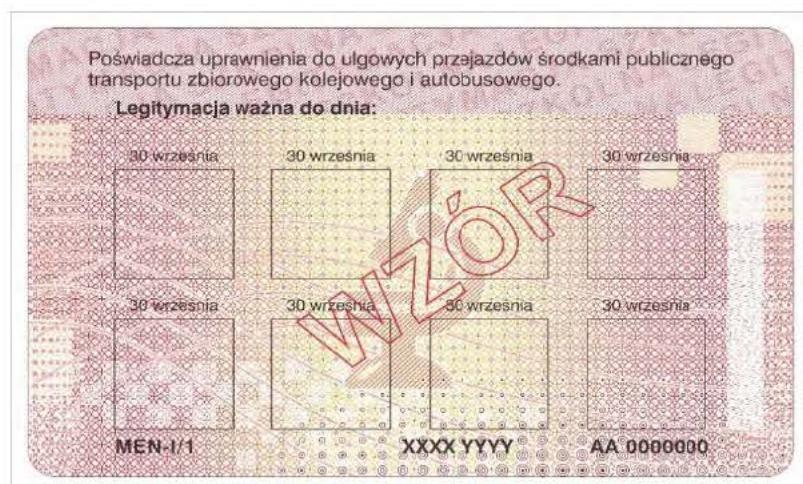 Poświadcza uprawnienia do ulgowych przejazdów środkami publicznego
transportu zbiorowego kolejowego i autobusowego.
Legitymacja ważna do dnia:
30 września 30 września 30 września 30 września
WZÓR
30 września 30 września 30 września 30 września
MEN-I/1 XXXX YYYY AA 0000000